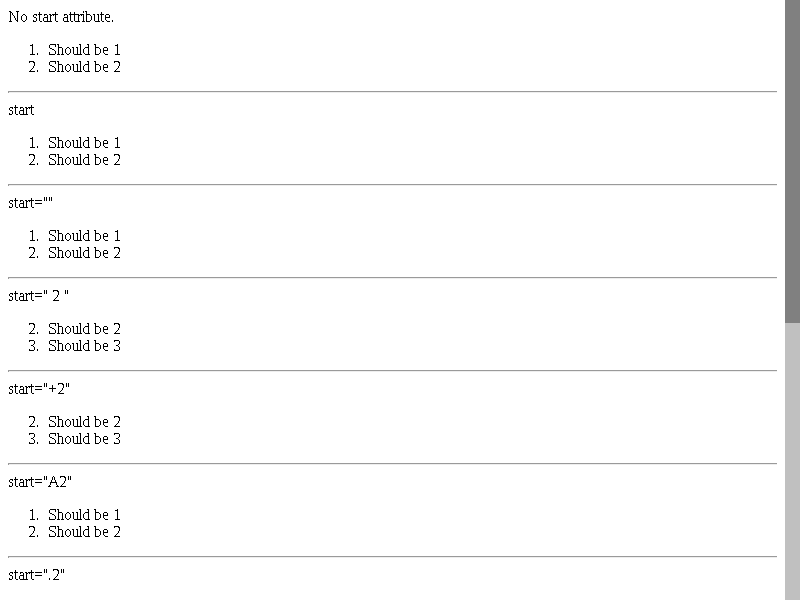 No start attribute.
1. Should be 1
2. Should be 2
start
1. Should be 1
2. Should be 2
start=""
1. Should be 1
2. Should be 2
start=" 2 "
2. Should be 2
3. Should be 3
start="+2"
2. Should be 2
3. Should be 3
start="A2"
1. Should be 1
2. Should be 2
start=".2"